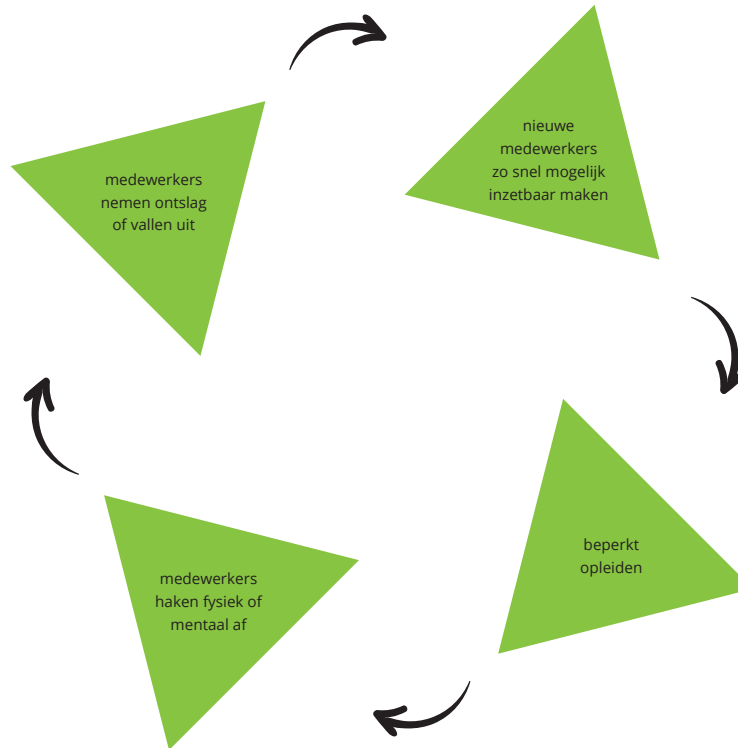 medewerkers
nemen ontslag
of vallen uit
nieuwe
medewerkers
zo snel mogelijk
inzetbaar maken
beperkt
opleiden
medewerkers
haken fysiek of
mentaal af